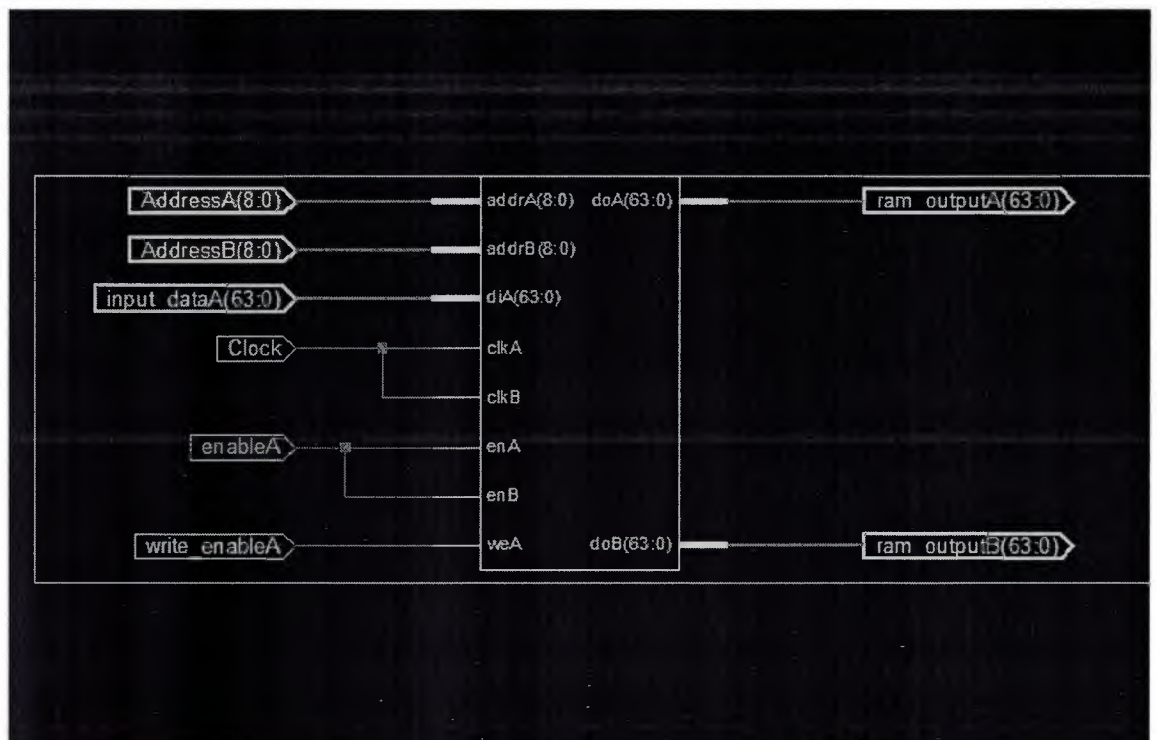 AddressA(8:0) addrA(8:0) doA(63:0) ram_outputA(63:0)
AddressB(8:0) addrB(8:0)
input_dataA(63:0) diA(63:0)
Clock clkA
clkB
enableA enA
enB
write_enableA weA doB(63:0) ram_outputB(63:0)